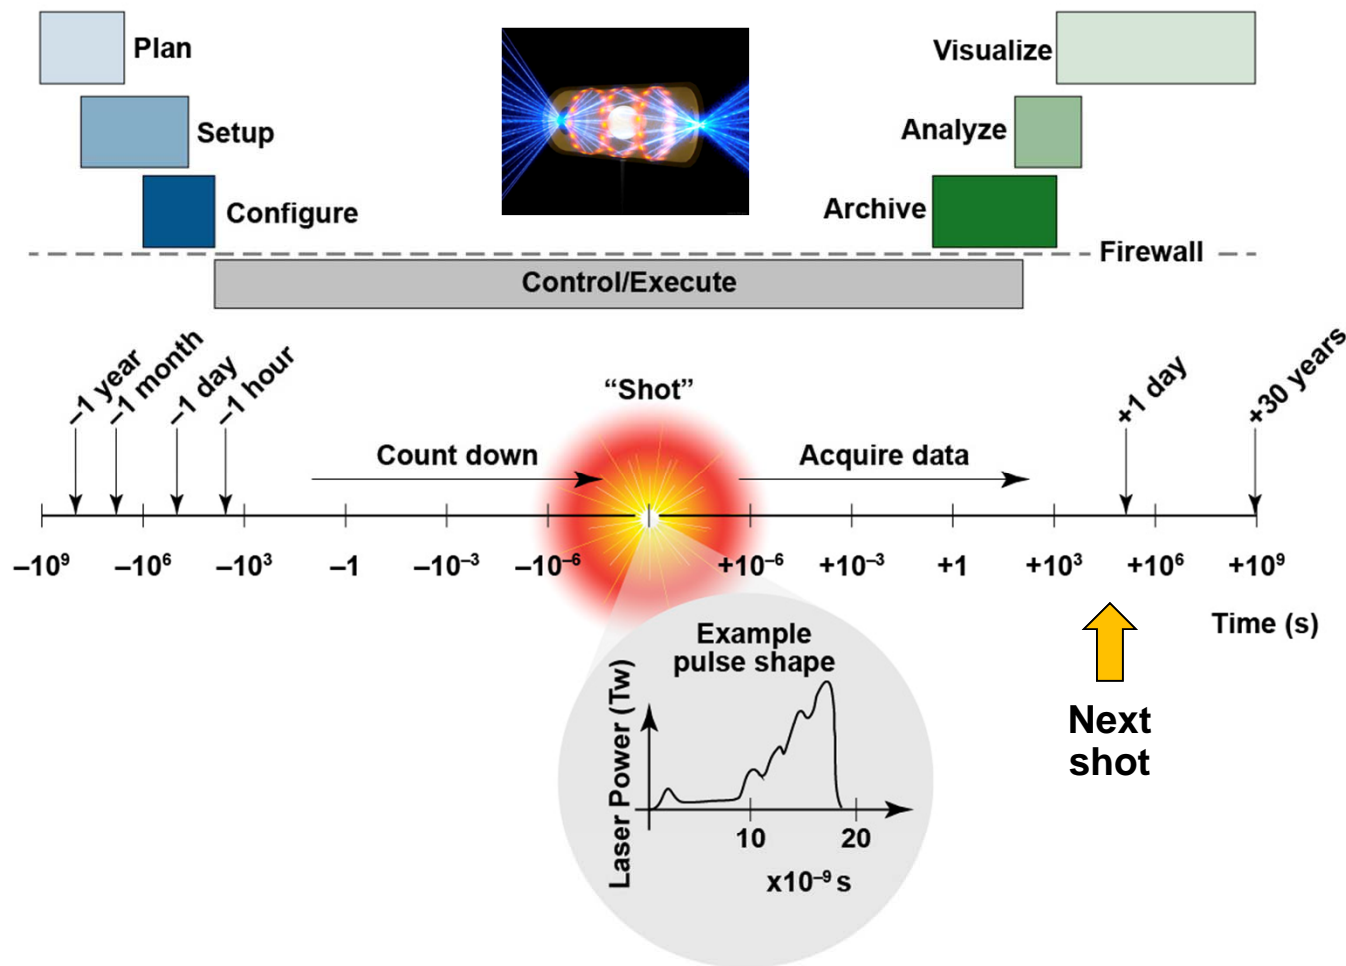 Plan
Visualize
Setup
Analyze
Configure
Archive
Firewall
Control/Execute
–1 year
–1 month
–1 day
–1 hour
“Shot”
+1 day
+30 years
Count down
Acquire data
–10⁹
–10⁶
–10³
–1
–10⁻³
–10⁻⁶
+10⁻⁶
+10⁻³
+1
+10³
+10⁶
+10⁹
Time (s)
Example
pulse shape
Laser Power (Tw)
10
20
x10⁻⁹ s
Next
shot